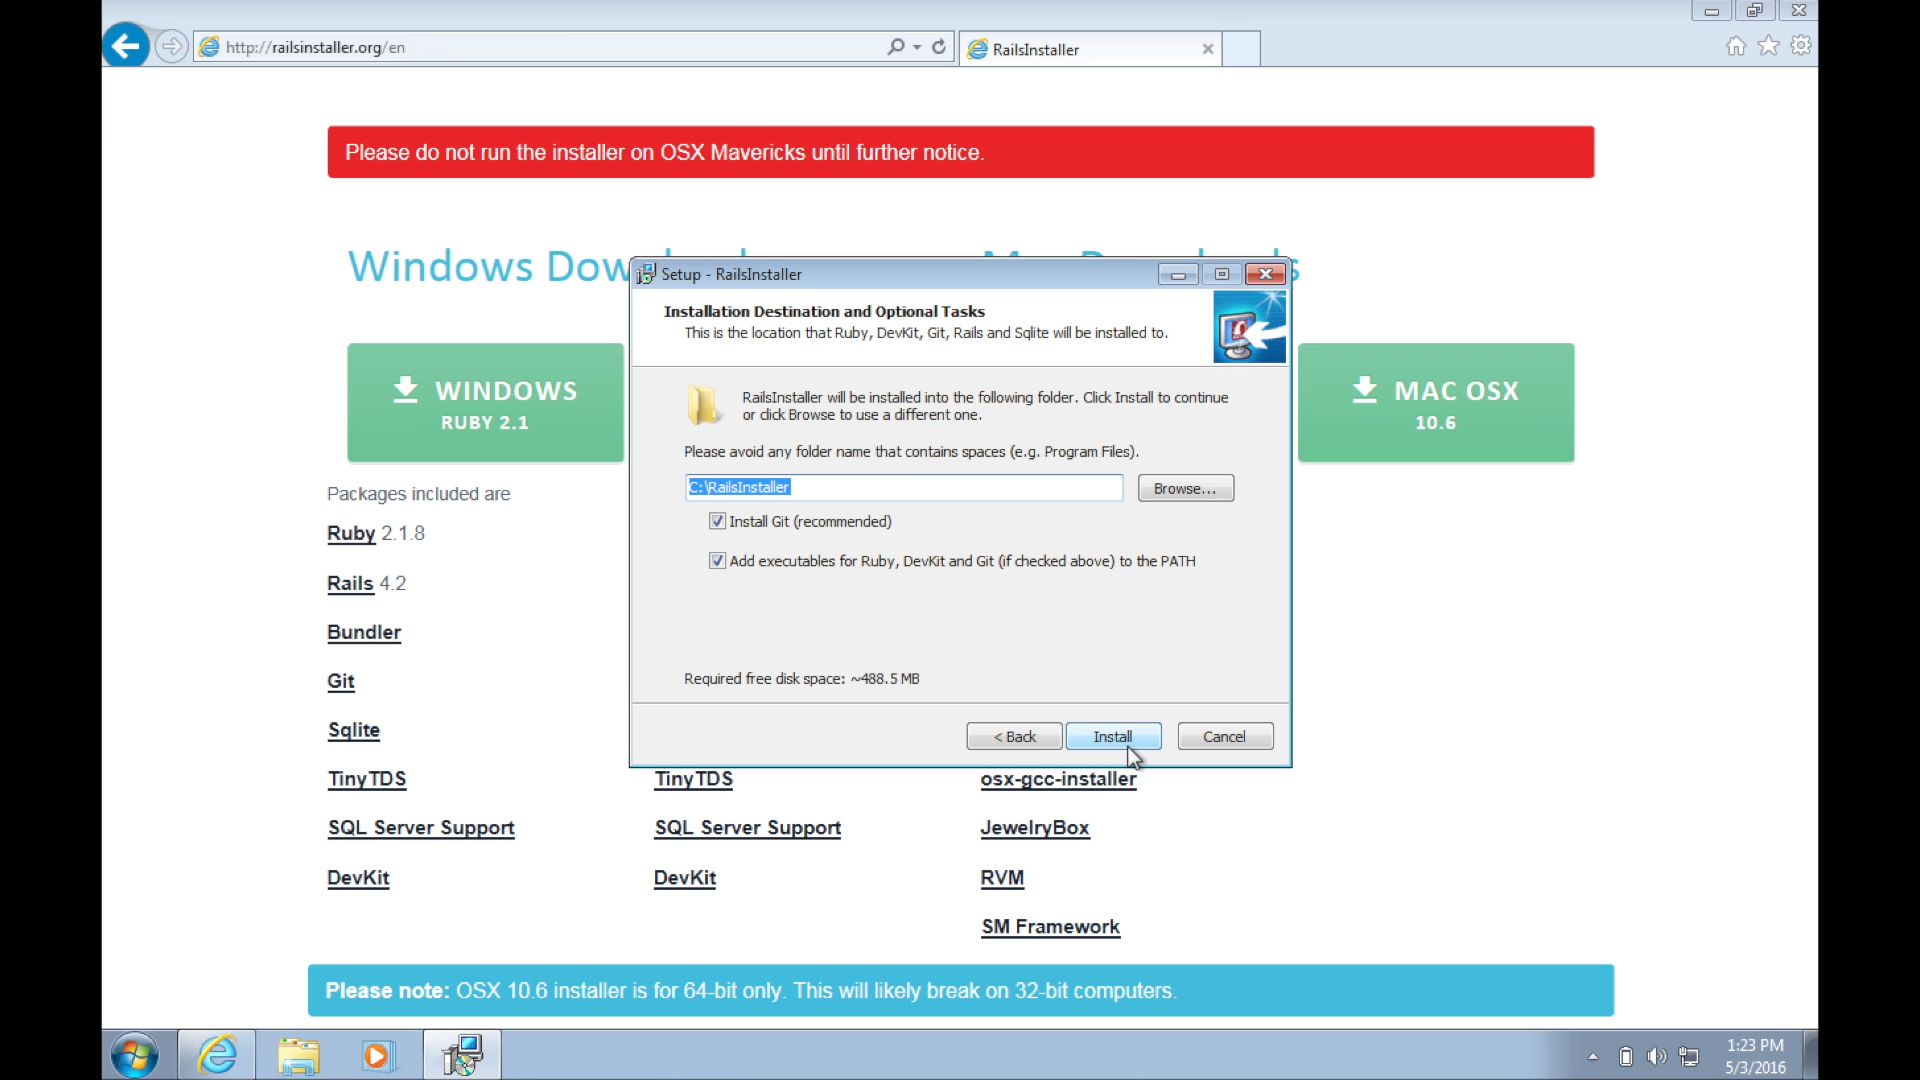 http://railsinstaller.org/en
RailsInstaller
Please do not run the installer on OSX Mavericks until further notice.
Windows
Setup - RailsInstaller
Installation Destination and Optional Tasks
This is the location that Ruby, DevKit, Git, Rails and Sqlite will be installed to.
RailsInstaller will be installed into the following folder. Click Install to continue
or click Browse to use a different one.
Please avoid any folder name that contains spaces (e.g. Program Files).
C:\RailsInstaller
Browse...
Install Git (recommended)
Add executables for Ruby, DevKit and Git (if checked above) to the PATH
Required free disk space: ~488.5 MB
< Back
Install
Cancel
WINDOWS
RUBY 2.1
MAC OSX
10.6
Packages included are
Ruby 2.1.8
Rails 4.2
Bundler
Git
Sqlite
TinyTDS
SQL Server Support
DevKit
TinyTDS
SQL Server Support
DevKit
osx-gcc-installer
JewelryBox
RVM
SM Framework
Please note: OSX 10.6 installer is for 64-bit only. This will likely break on 32-bit computers.
1:23 PM
5/3/2016